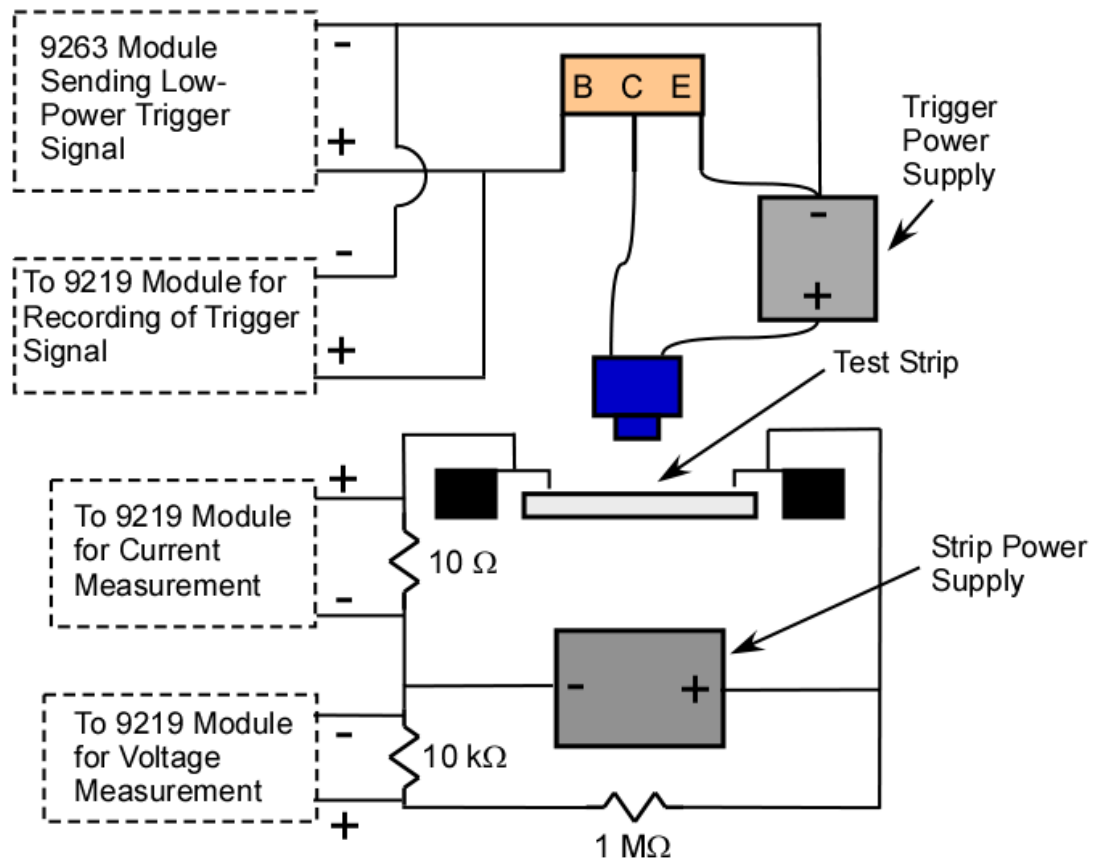 9263 Module
Sending Low-
Power Trigger
Signal
-
+
B C E
Trigger
Power
Supply
-
+
To 9219 Module for
Recording of Trigger
Signal
-
+
Test Strip
To 9219 Module
for Current
Measurement
+
-
10 Ω
Strip Power
Supply
-
+
To 9219 Module
for Voltage
Measurement
-
+
10 kΩ
1 MΩ